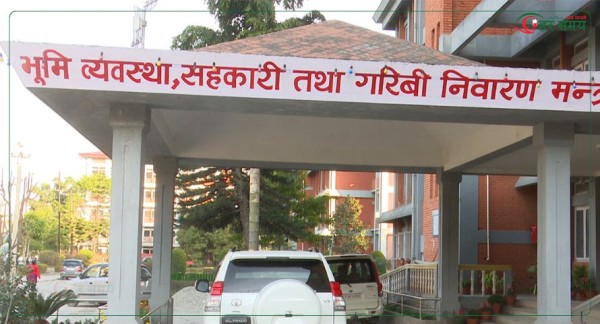 भूमि व्यवस्था,सहकारी तथा गरिबी निवारण मन्त्र